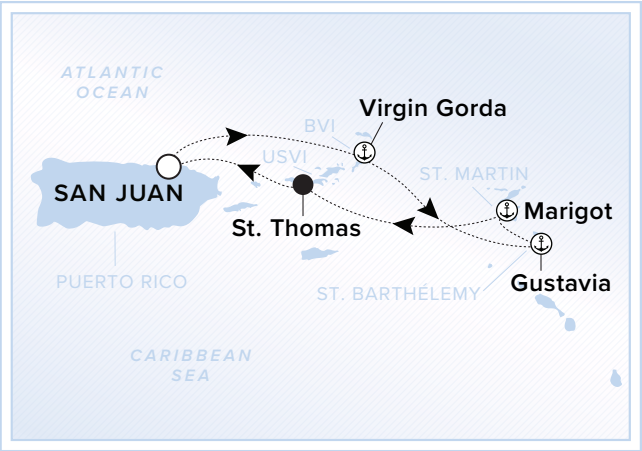 ATLANTIC
OCEAN
Virgin Gorda
BVI
USVI
ST. MARTIN
SAN JUAN
Marigot
St. Thomas
PUERTO RICO
ST. BARTHÉLEMY
Gustavia
CARIBBEAN
SEA